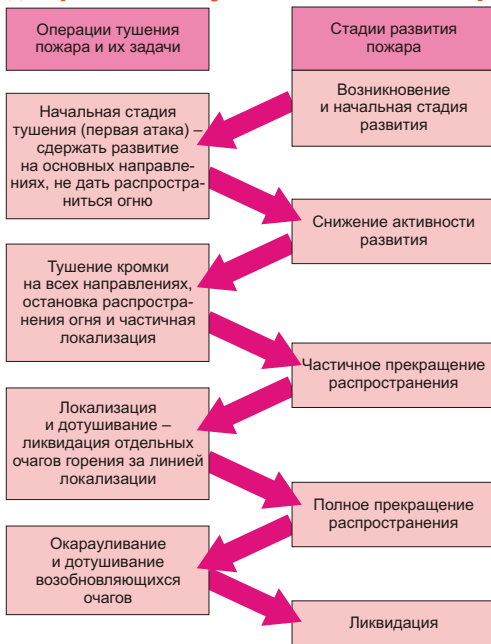 Операции тушения
пожара и их задачи
Стадии развития
пожара
Возникновение
и начальная стадия
развития
Начальная стадия
тушения (первая атака) –
сдержать развитие
на основных направле-
ниях, не дать распростра-
ниться огню
Снижение активности
развития
Тушение кромки
на всех направлениях,
остановка распростра-
нения огня и частичная
локализация
Частичное прекращение
распространения
Локализация
и дотушивание –
ликвидация отдельных
очагов горения за линией
локализации
Полное прекращение
распространения
Окарауливание
и дотушивание
возобновляющихся
очагов
Ликвидация